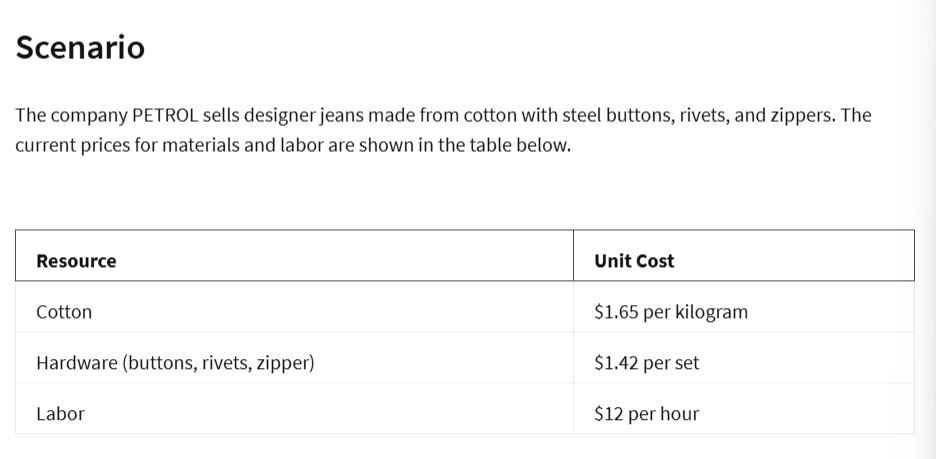 Scenario
The company PETROL sells designer jeans made from cotton with steel buttons, rivets, and zippers. The
current prices for materials and labor are shown in the table below.
Resource Unit Cost
Cotton $1.65 per kilogram
Hardware (buttons, rivets, zipper) $1.42 per set
Labor $12 per hour